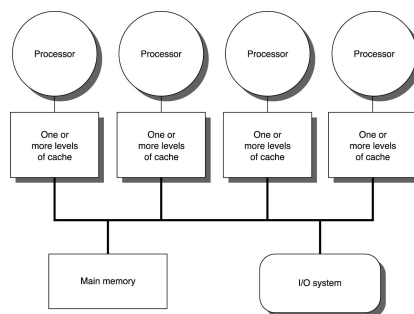 Processor
Processor
Processor
Processor
One or
more levels
of cache
One or
more levels
of cache
One or
more levels
of cache
One or
more levels
of cache
Main memory
I/O system